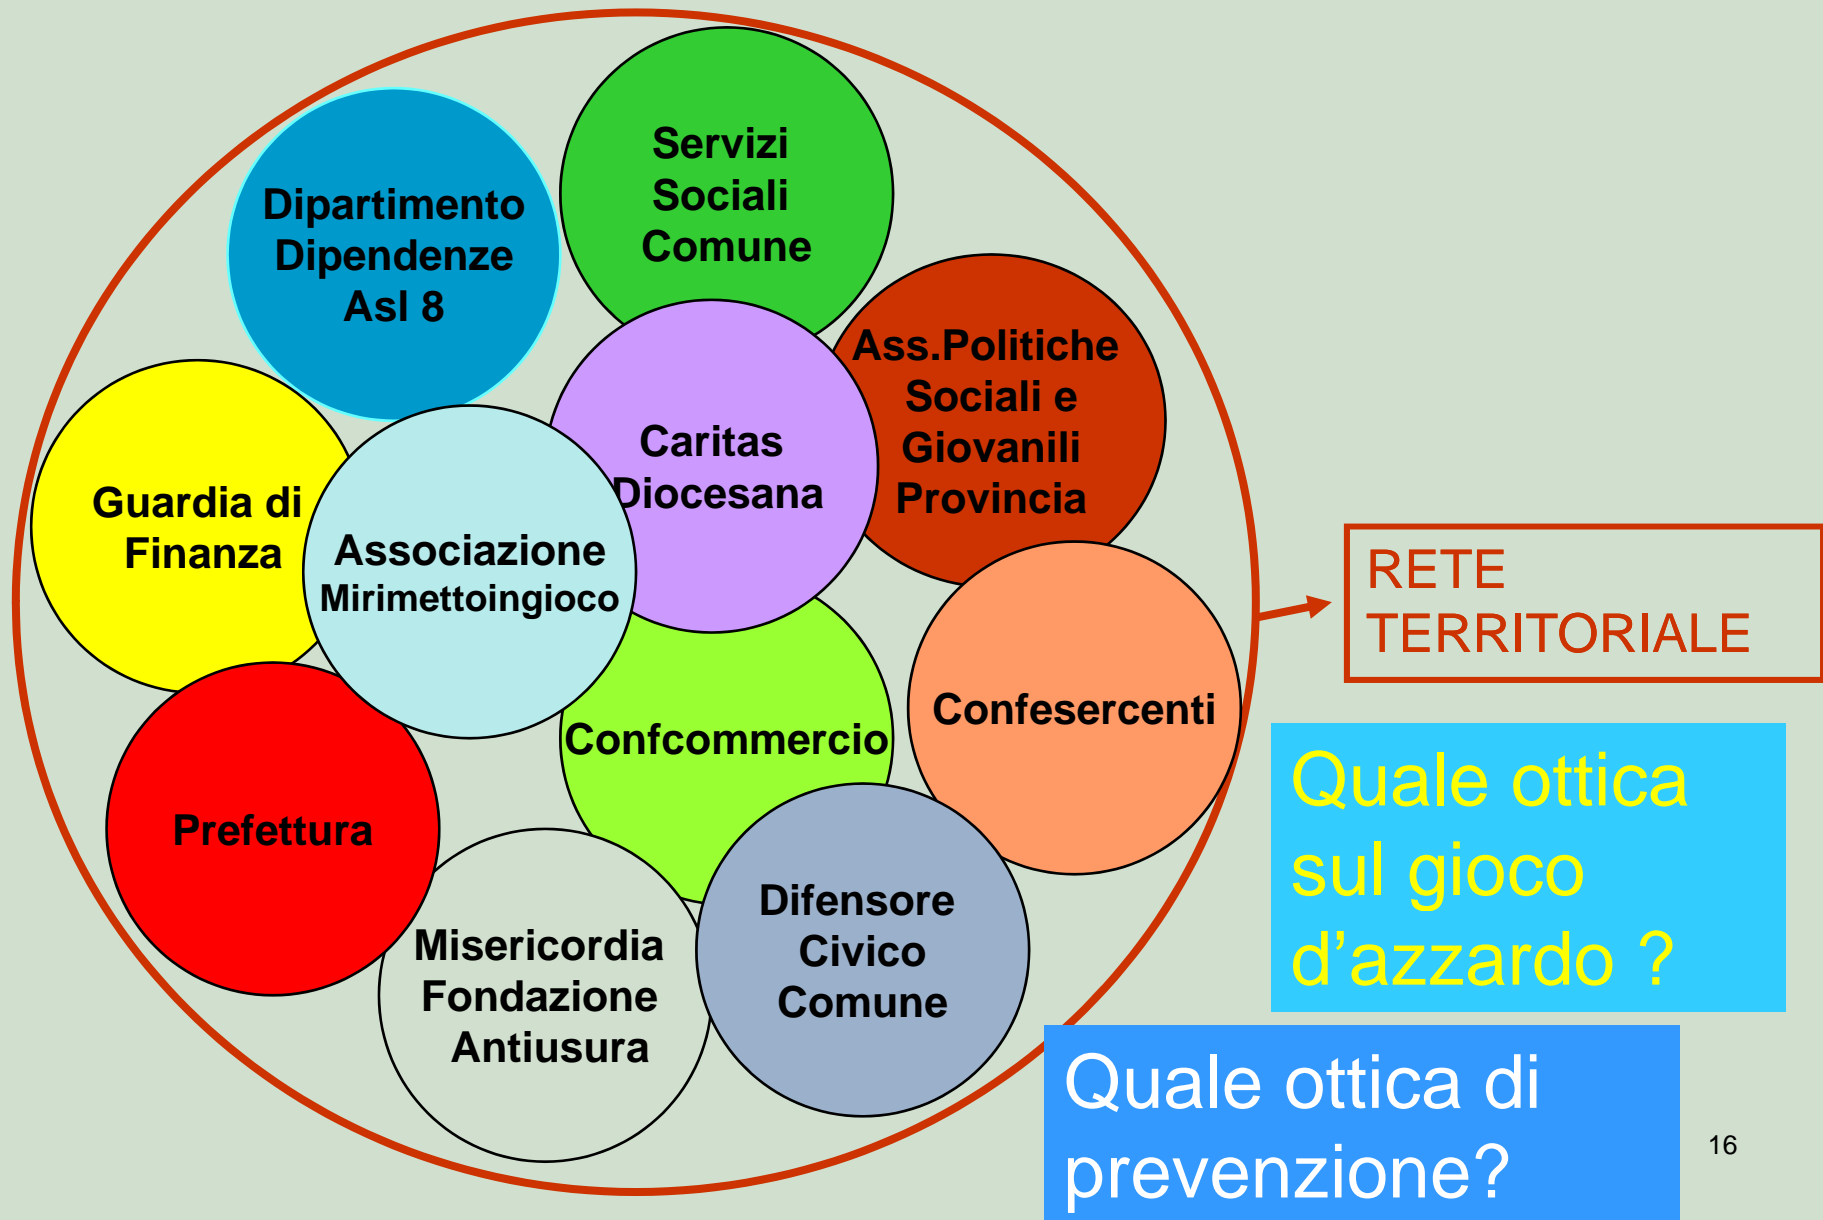 Servizi
Sociali
Comune
Dipartimento
Dipendenze
Asl 8
Ass.Politiche
Sociali e
Giovanili
Provincia
Caritas
Diocesana
Guardia di
Finanza
Associazione
Mirimettoingioco
RETE
TERRITORIALE
Confesercenti
Confcommercio
Prefettura
Quale ottica
sul gioco
d’azzardo ?
Difensore
Civico
Comune
Misericordia
Fondazione
Antiusura
Quale ottica di
prevenzione?
16